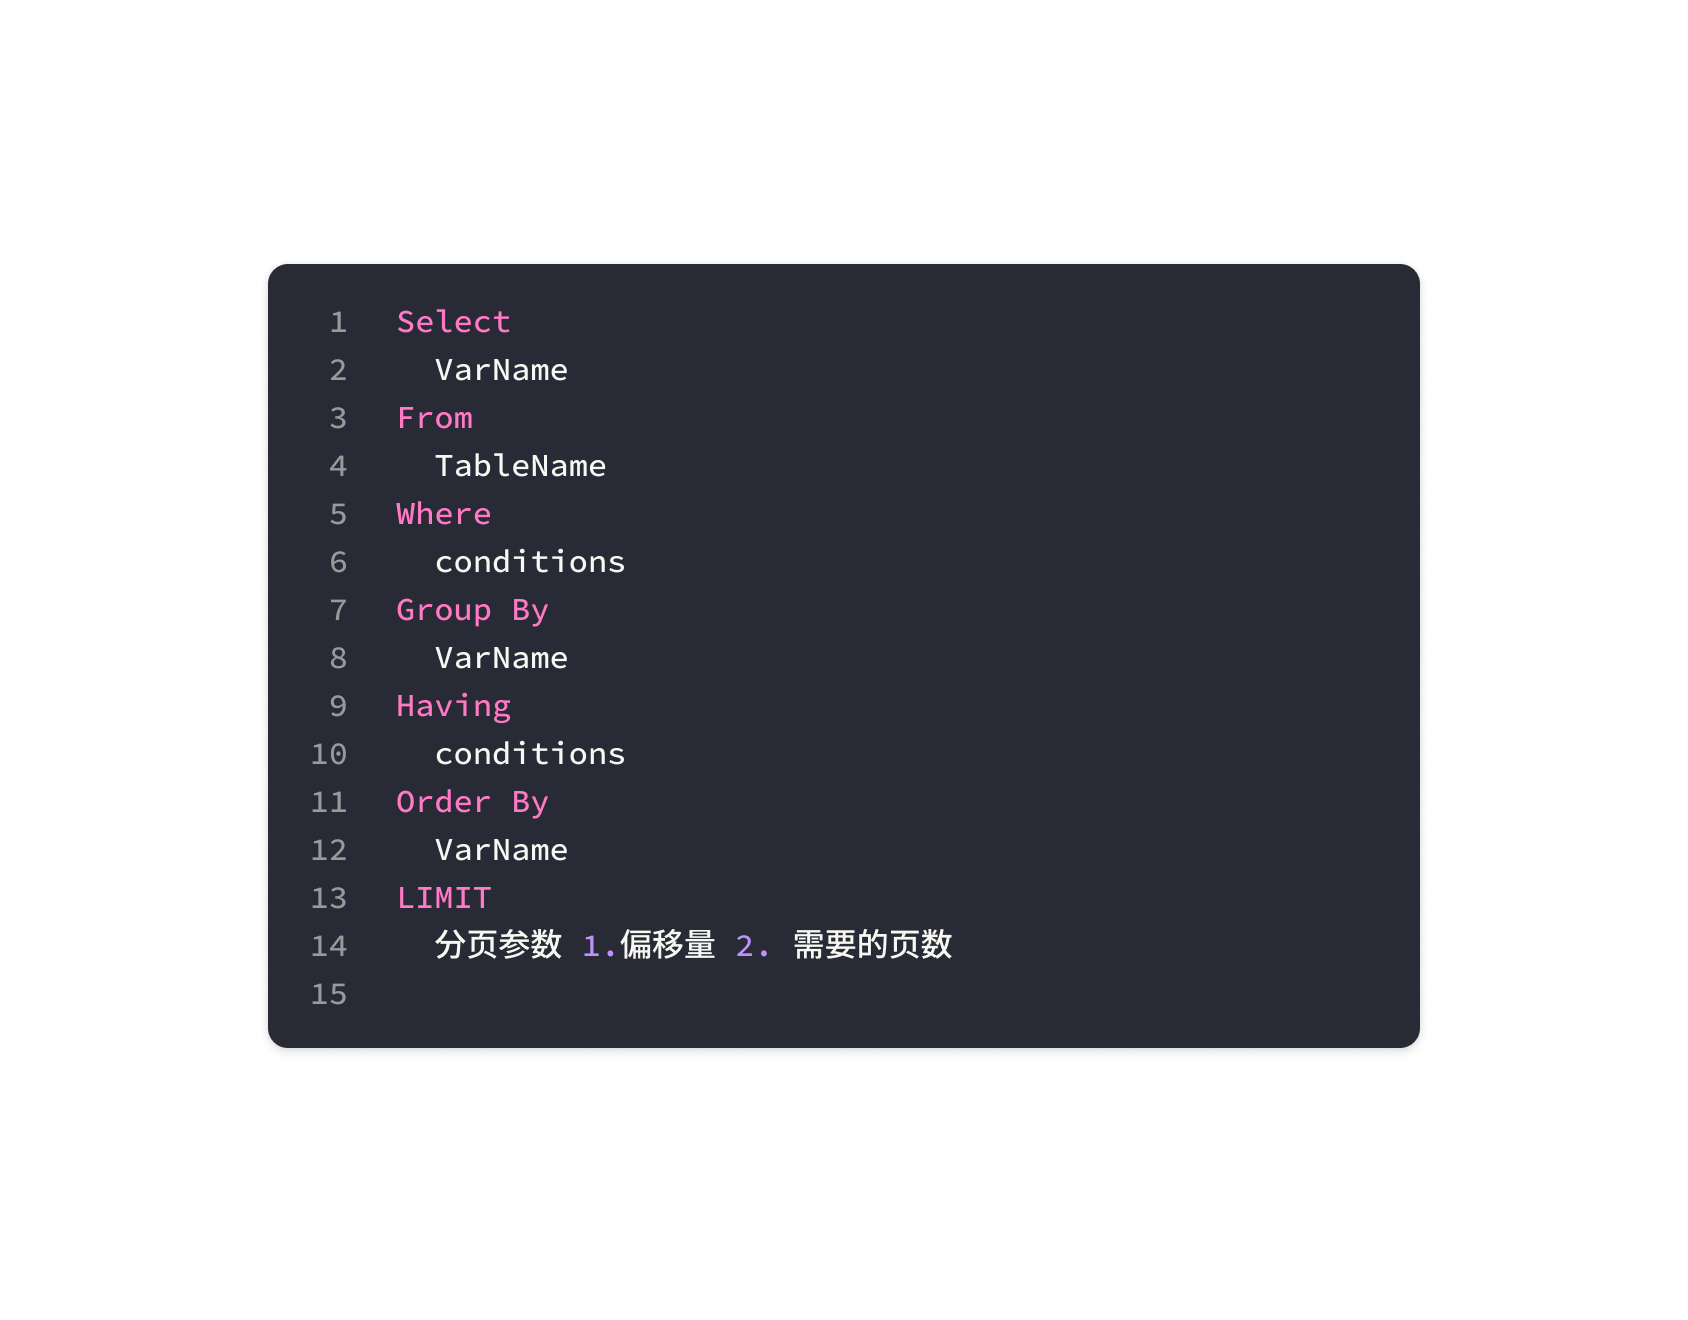 1 Select
2 VarName
3 From
4 TableName
5 Where
6 conditions
7 Group By
8 VarName
9 Having
10 conditions
11 Order By
12 VarName
13 LIMIT
14 分页参数 1.偏移量 2. 需要的页数
15